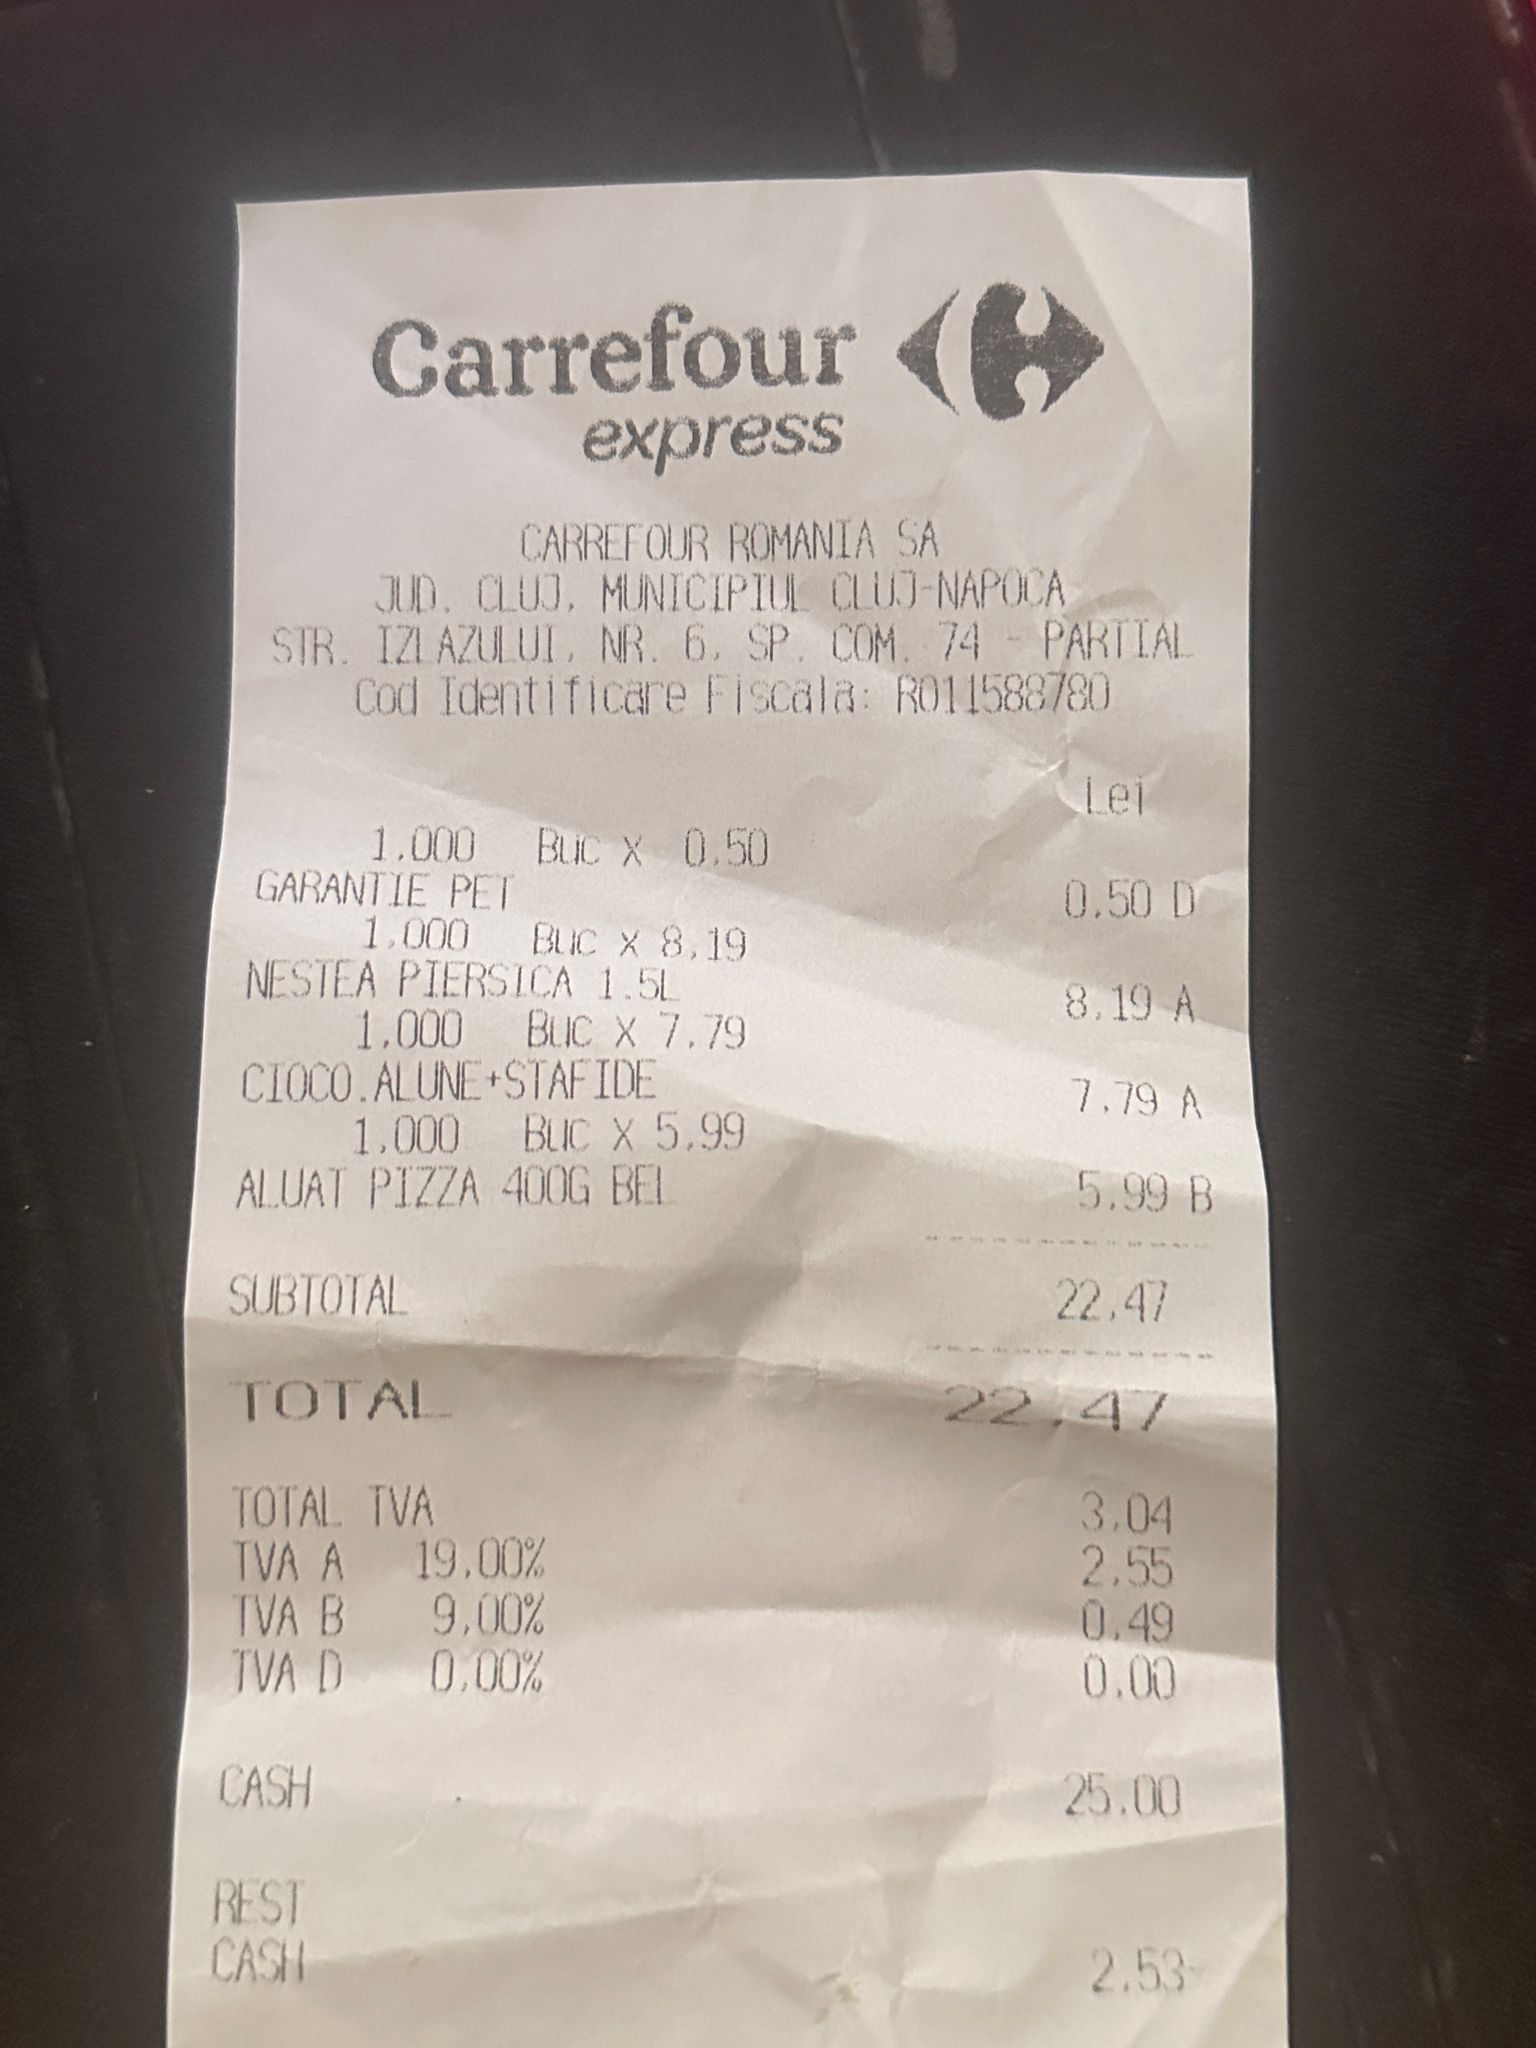 Carrefour
express
CARREFOUR ROMANIA SA
JUD. CLUJ, MUNICIPIUL CLUJ-NAPOCA
STR. IZLAZULUI, NR. 6, SP. COM. 74 - PARTIAL
Cod Identificare Fiscala: RO11588780
Lei
1.000 Buc X 0.50
GARANTIE PET 0.50 D
1.000 Buc X 8.19
NESTEA PIERSICA 1.5L 8.19 A
1.000 Buc X 7.79
CIOCO.ALUNE+STAFIDE 7.79 A
1.000 Buc X 5.99
ALUAT PIZZA 400G BEL 5.99 B
SUBTOTAL 22.47
TOTAL 22.47
TOTAL TVA 3.04
TVA A 19.00% 2.55
TVA B 9.00% 0.49
TVA D 0.00% 0.00
CASH 25.00
REST
CASH 2.53